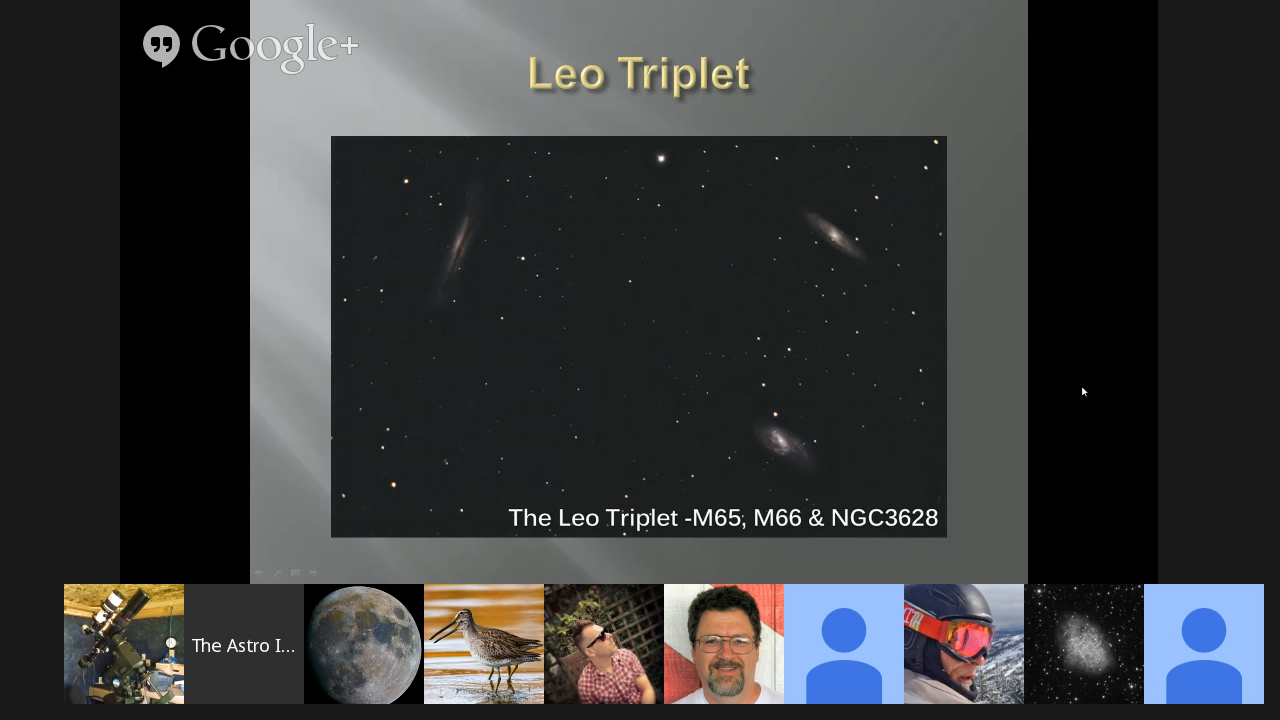 Google+
Leo Triplet
The Leo Triplet -M65, M66 & NGC3628
The Astro I...